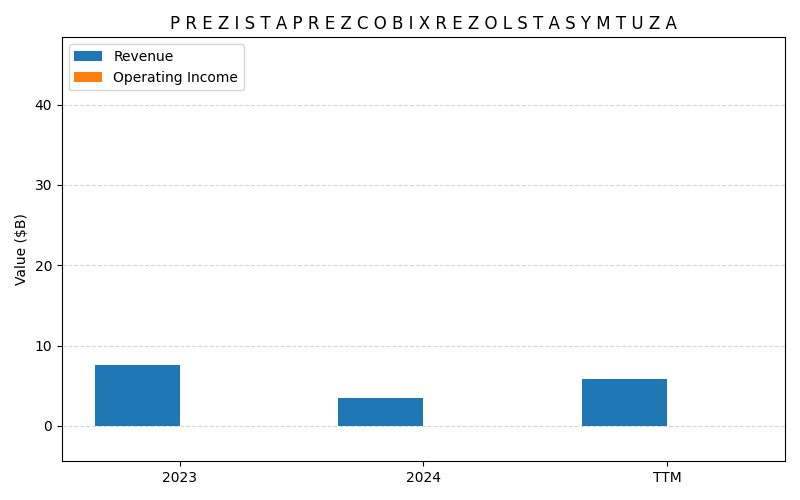 P R E Z I S T A P R E Z C O B I X R E Z O L S T A S Y M T U Z A
Revenue
Operating Income
Value ($B)
40
30
20
10
0
2023 2024 TTM